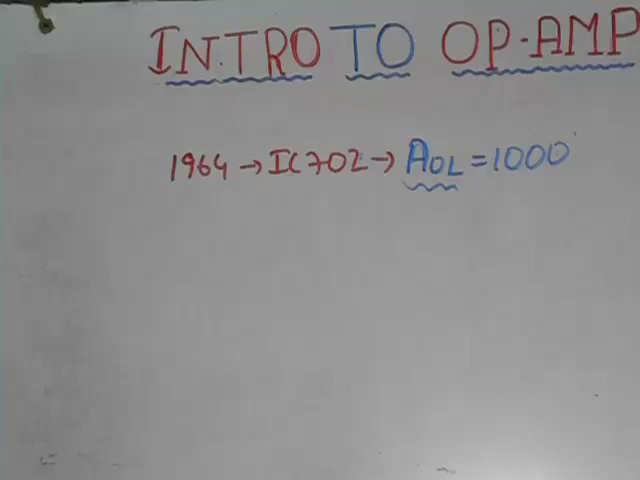 INTRO TO OP-AMP
1964 → IC702 → AOL = 1000